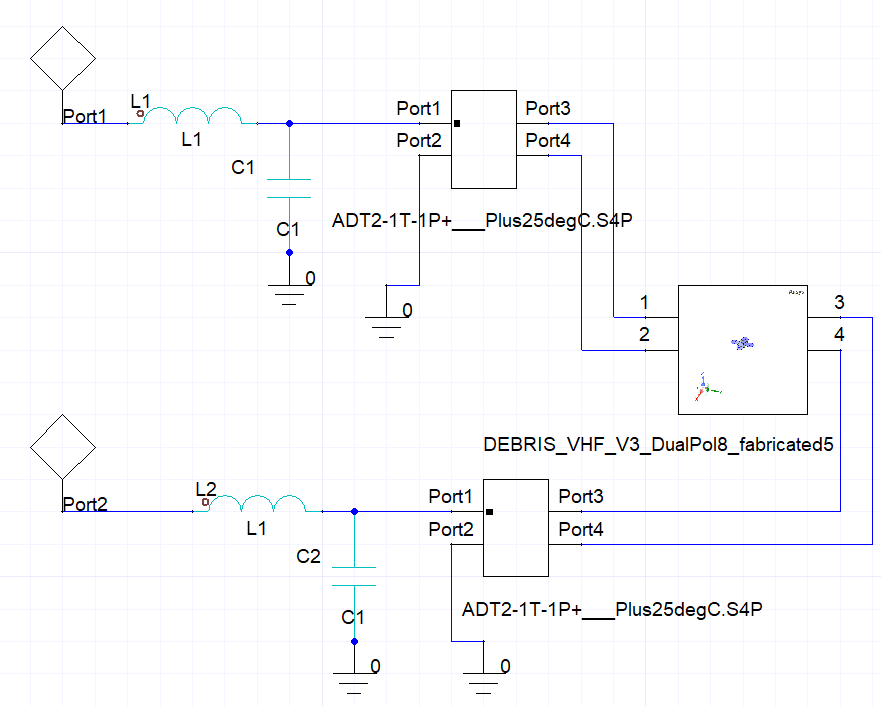 Port1
L1
L1
C1
C1
0
Port1
Port2
Port3
Port4
ADT2-1T-1P+___Plus25degC.S4P
0
1
2
3
4
Ansys
DEBRIS_VHF_V3_DualPol8_fabricated5
Port2
L2
L1
C2
C1
0
Port1
Port2
Port3
Port4
ADT2-1T-1P+___Plus25degC.S4P
0